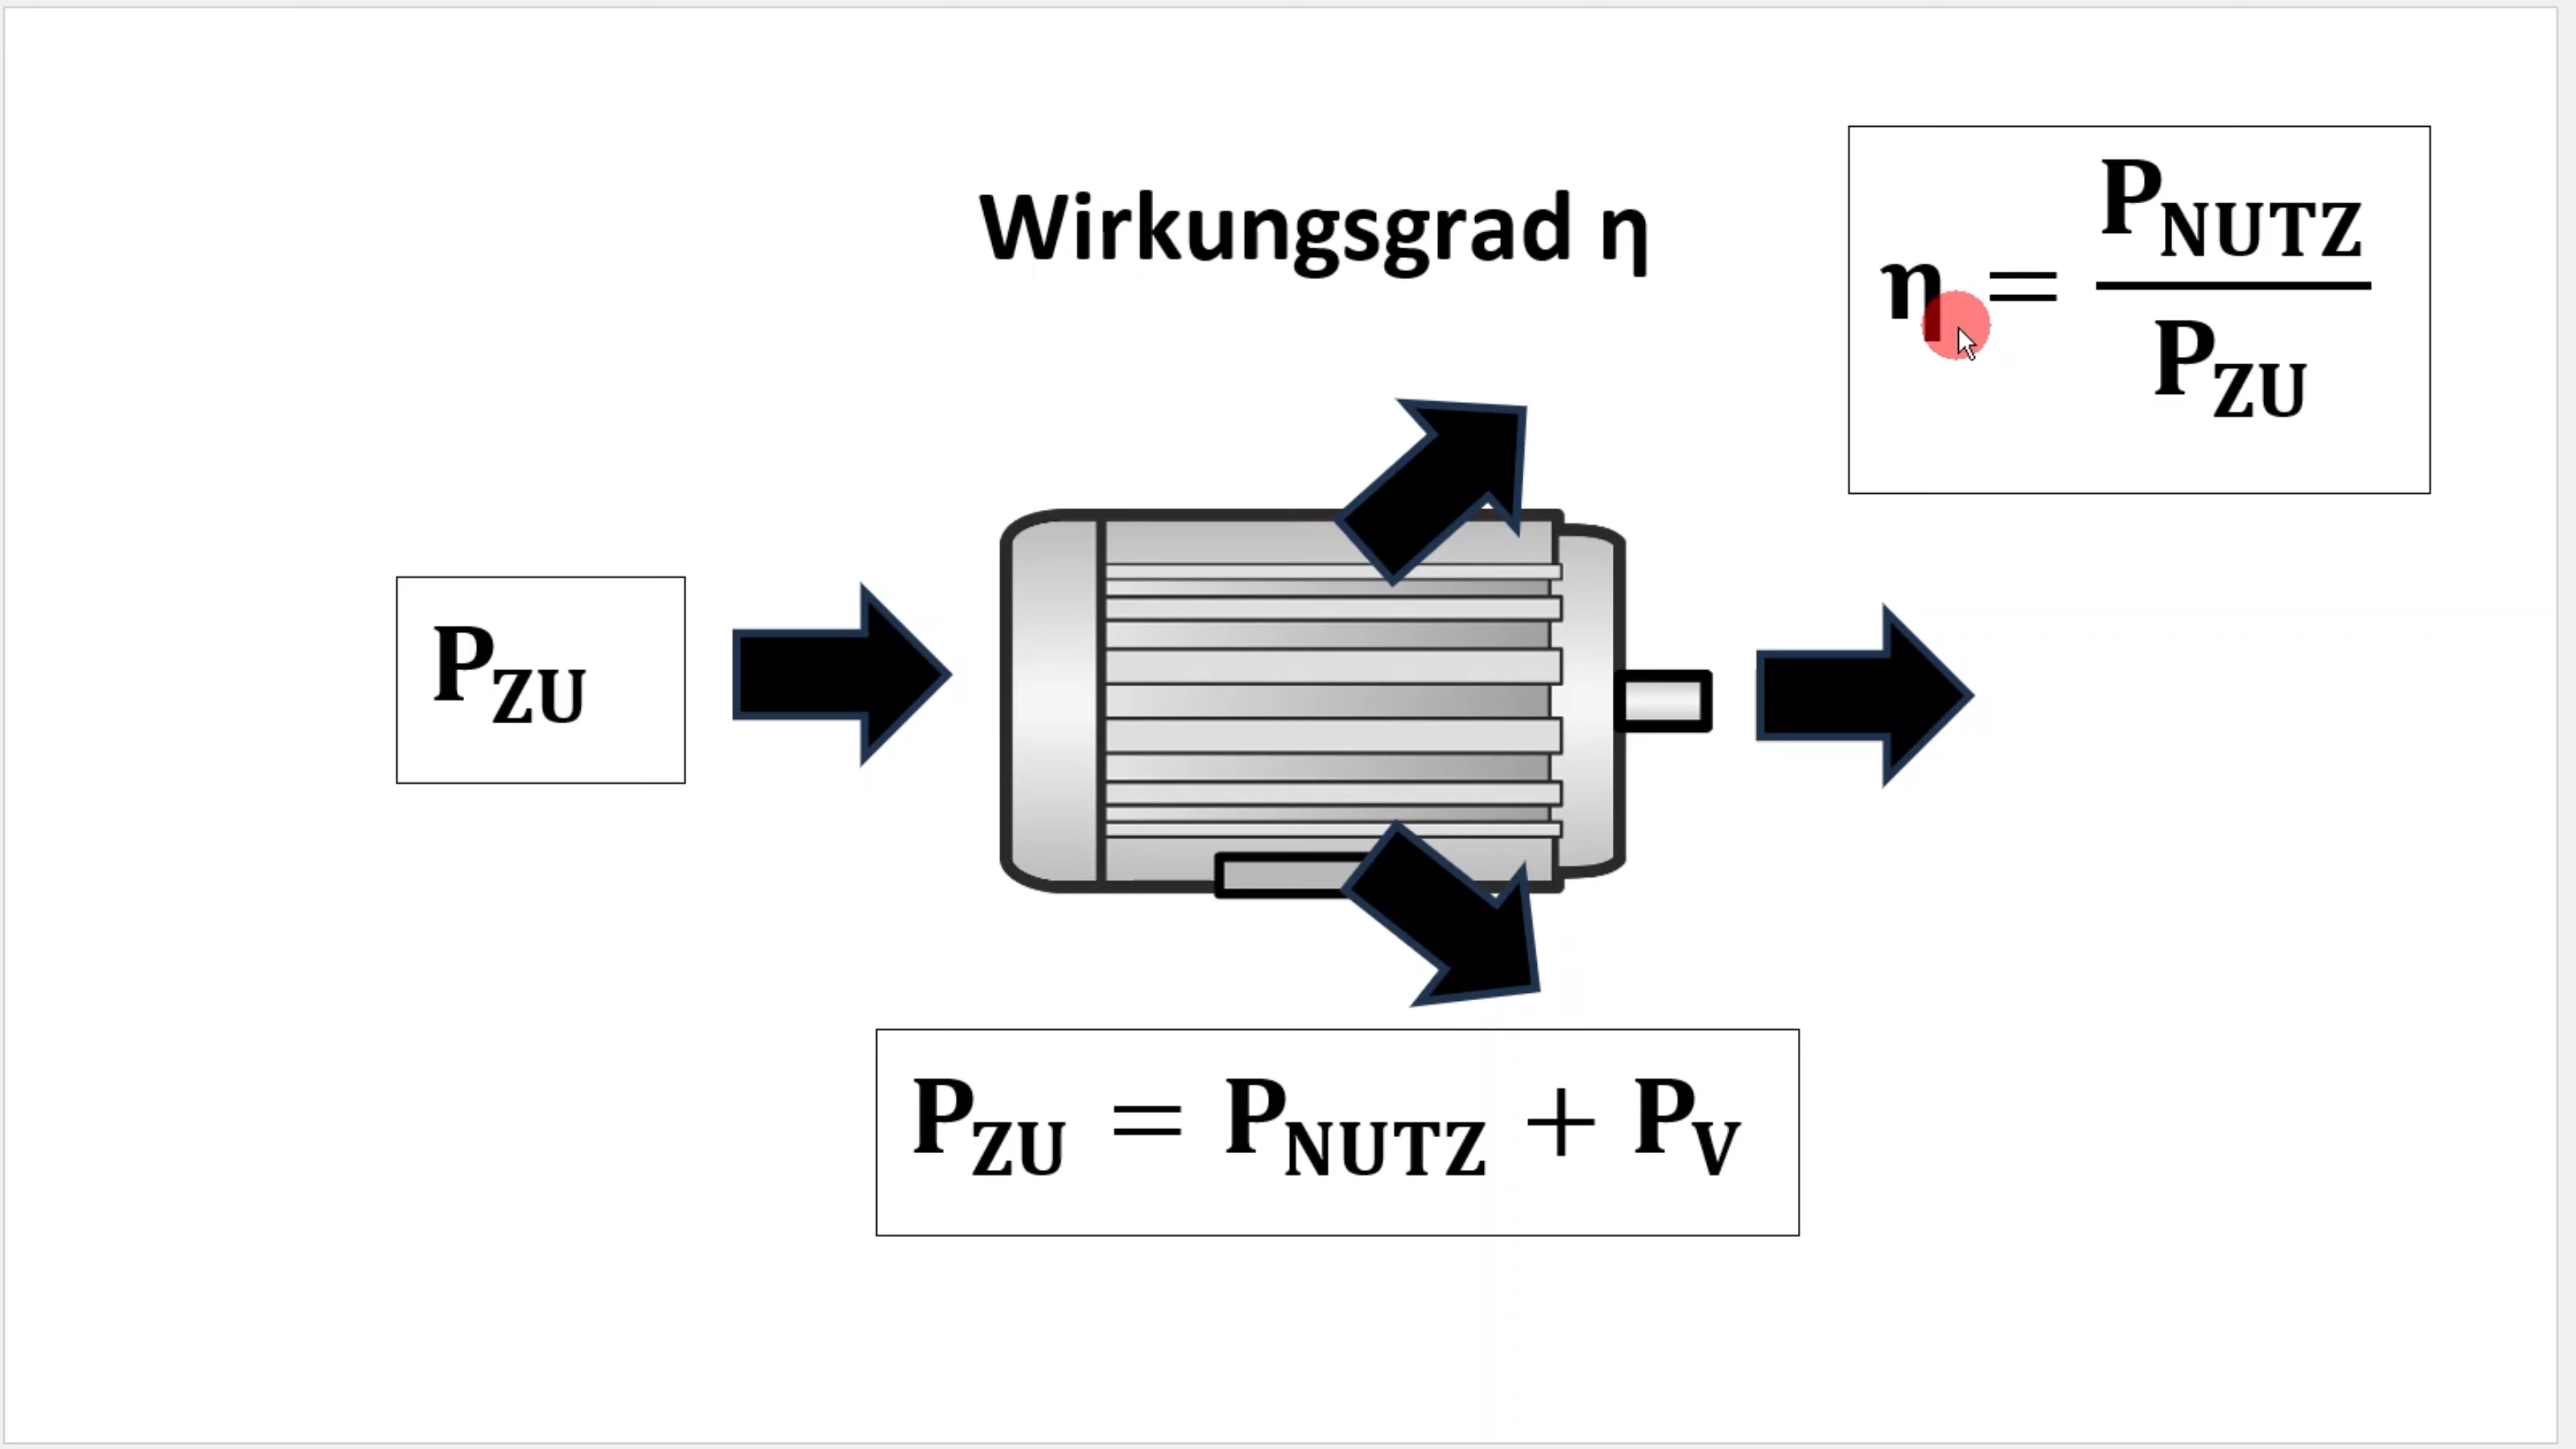 Wirkungsgrad η
η = P_NUTZ / P_ZU
P_ZU
P_ZU = P_NUTZ + P_V